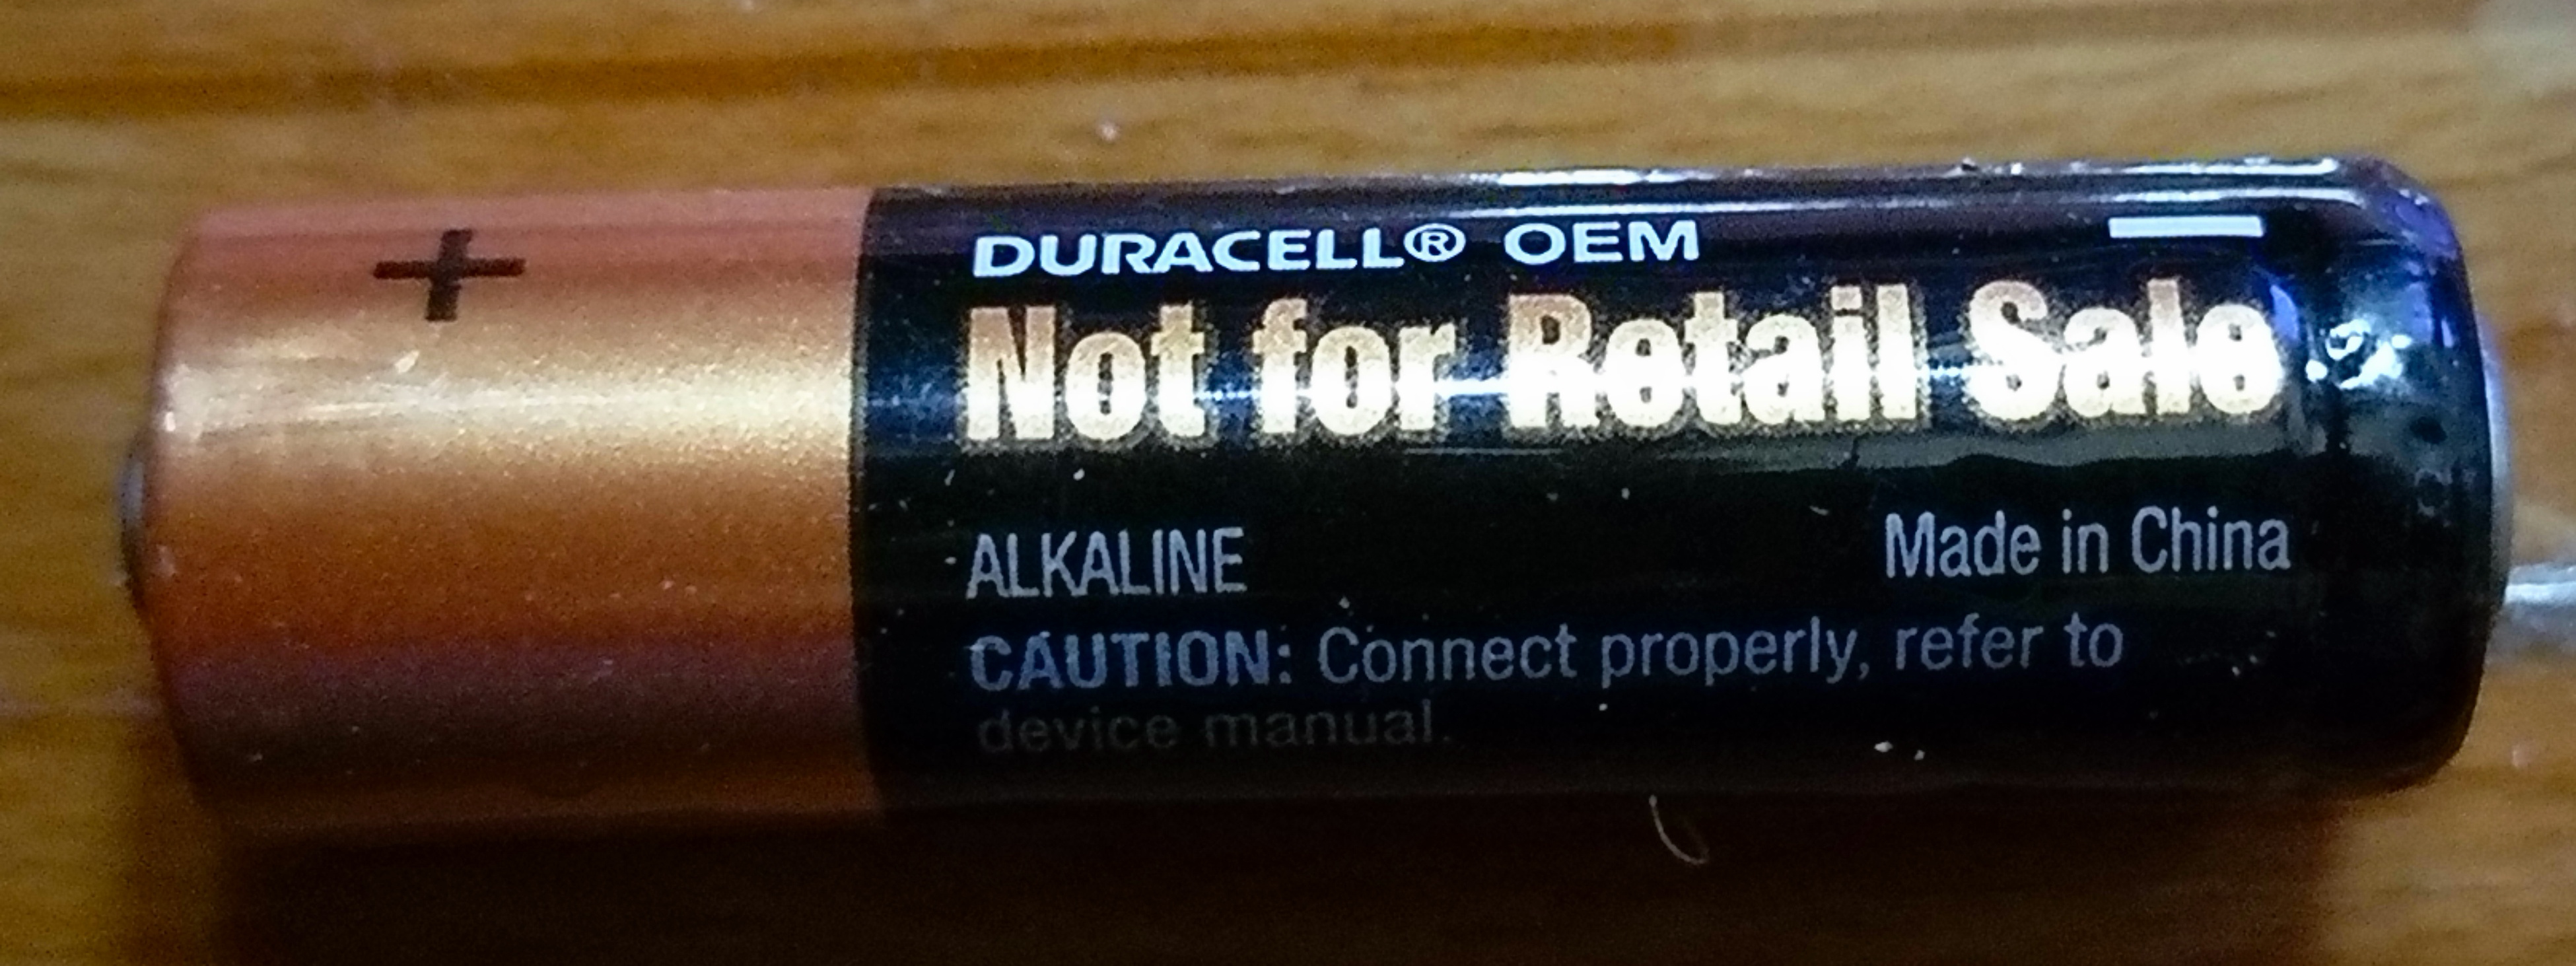 +
DURACELL® OEM —
Not for Retail Sale
ALKALINE Made in China
CAUTION: Connect properly, refer to
device manual.